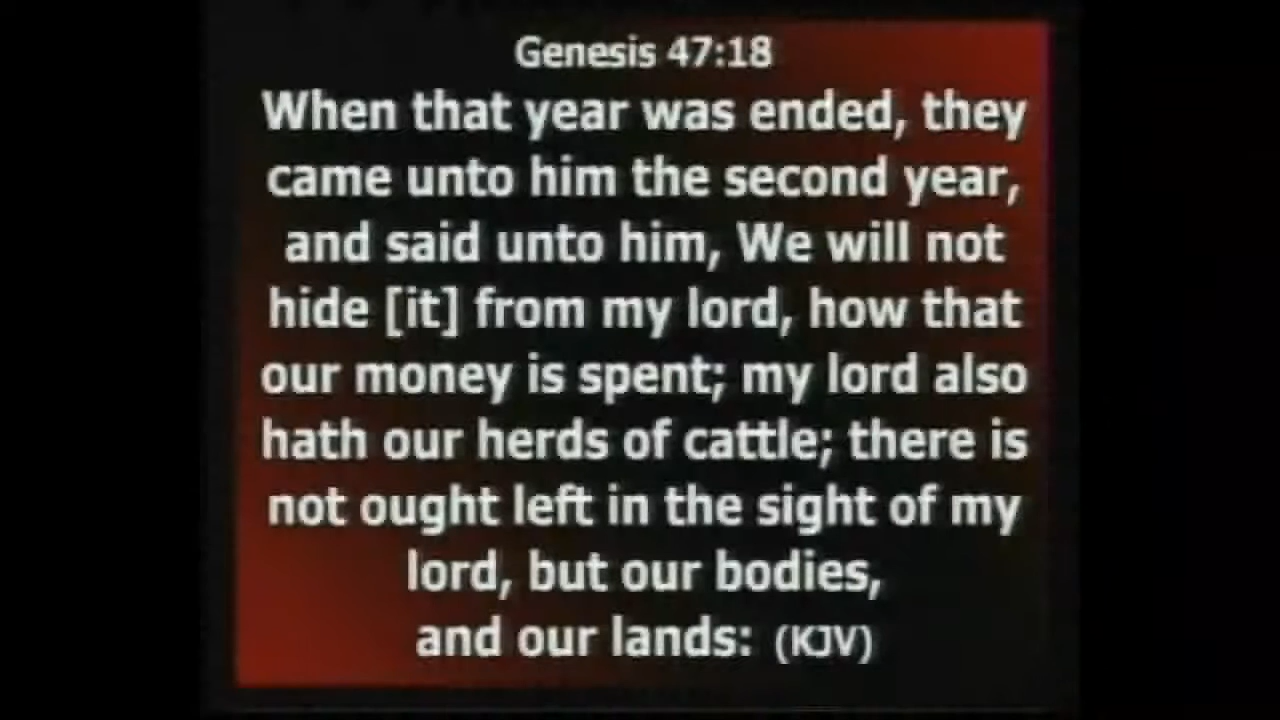 Genesis 47:18
When that year was ended, they
came unto him the second year,
and said unto him, We will not
hide [it] from my lord, how that
our money is spent; my lord also
hath our herds of cattle; there is
not ought left in the sight of my
lord, but our bodies,
and our lands: (KJV)